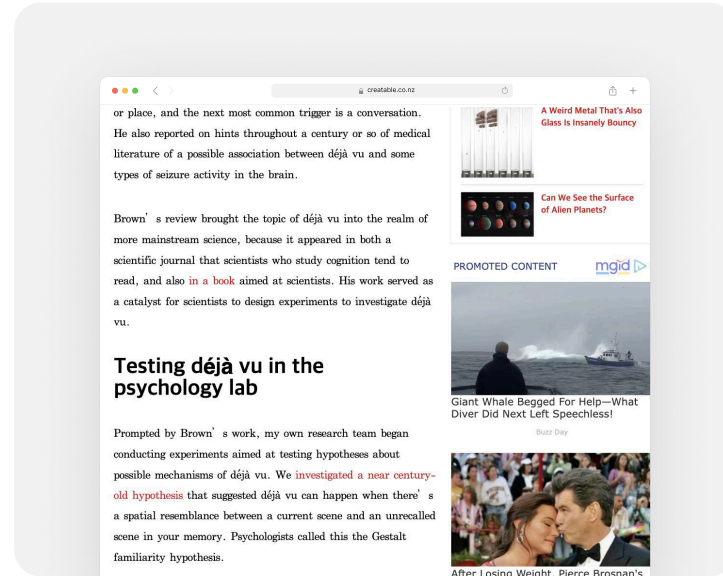 creatable.co.nz
or place, and the next most common trigger is a conversation.
He also reported on hints throughout a century or so of medical
literature of a possible association between déjà vu and some
types of seizure activity in the brain.
Brown’s review brought the topic of déjà vu into the realm of
more mainstream science, because it appeared in both a
scientific journal that scientists who study cognition tend to
read, and also in a book aimed at scientists. His work served as
a catalyst for scientists to design experiments to investigate déjà
vu.
Testing déjà vu in the
psychology lab
Prompted by Brown’s work, my own research team began
conducting experiments aimed at testing hypotheses about
possible mechanisms of déjà vu. We investigated a near century-
old hypothesis that suggested déjà vu can happen when there’s
a spatial resemblance between a current scene and an unrecalled
scene in your memory. Psychologists called this the Gestalt
familiarity hypothesis.
A Weird Metal That's Also
Glass Is Insanely Bouncy
Can We See the Surface
of Alien Planets?
PROMOTED CONTENT
mgid
Giant Whale Begged For Help—What
Diver Did Next Left Speechless!
Buzz Day
After Losing Weight, Pierce Brosnan's